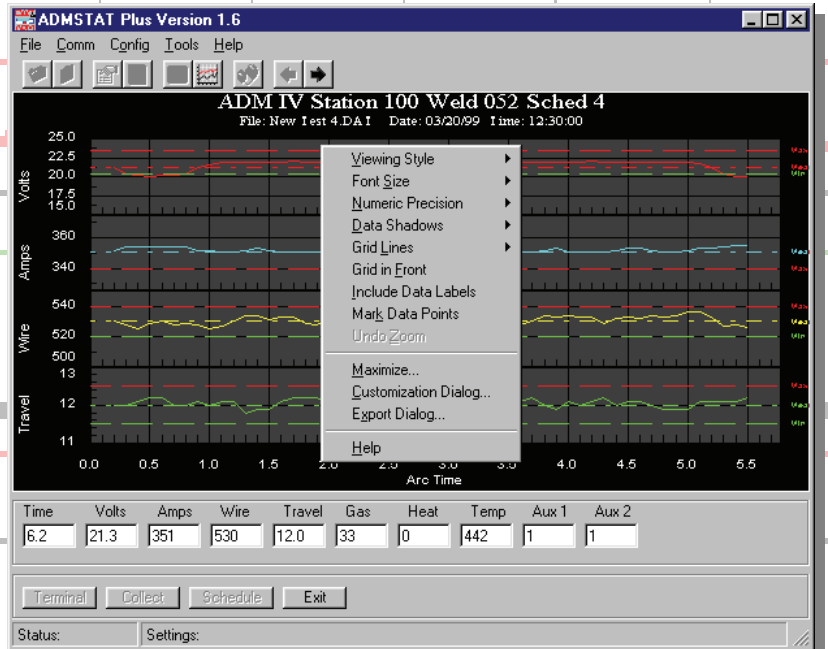 ADMSTAT Plus Version 1.6
File Comm Config Tools Help
ADM IV Station 100 Weld 052 Sched 4
File: New Test 4.DAT Date: 03/20/99 Time: 12:30:00
Volts
25.0
22.5
20.0
17.5
15.0
Max
Min
Amps
360
340
Max
Wire
540
520
500
Max
Min
Travel
13
12
11
Max
Min
0.0 0.5 1.0 1.5 2.0 2.5 3.0 3.5 4.0 4.5 5.0 5.5
Arc Time
Viewing Style
Font Size
Numeric Precision
Data Shadows
Grid Lines
Grid in Front
Include Data Labels
Mark Data Points
Undo Zoom
Maximize...
Customization Dialog...
Export Dialog...
Help
Time Volts Amps Wire Travel Gas Heat Temp Aux 1 Aux 2
6.2 21.3 351 530 12.0 33 0 442 1 1
Terminal Collect Schedule Exit
Status: Settings: